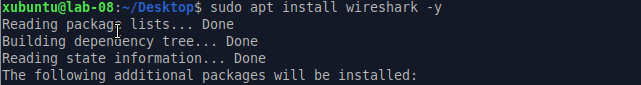 xubuntu@lab-08:~/Desktop$ sudo apt install wireshark -y
Reading package lists... Done
Building dependency tree... Done
Reading state information... Done
The following additional packages will be installed: